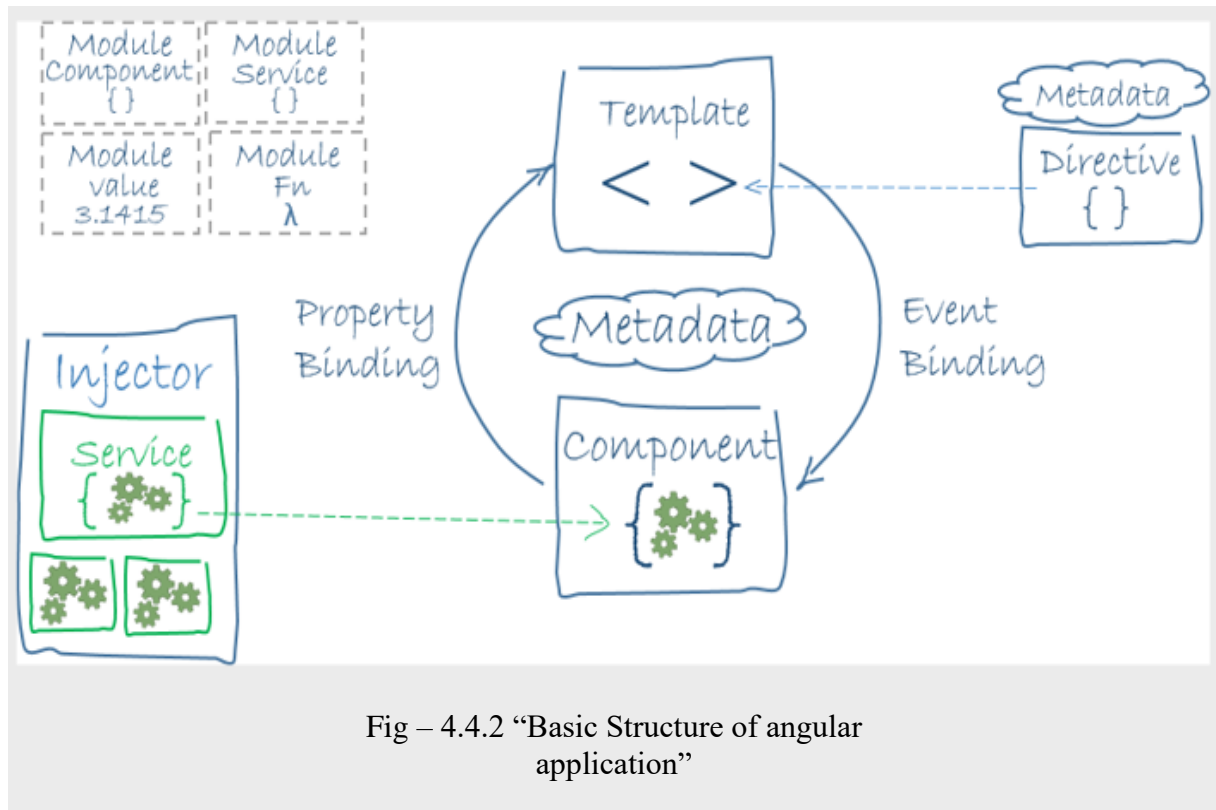 Module
Component
{ }
Module
Service
{ }
Module
value
3.1415
Module
Fn
λ
Template
< >
Metadata
Directive
{ }
Property
Binding
Metadata
Event
Binding
Injector
Service
{ }
Component
{ }
Fig – 4.4.2 “Basic Structure of angular
application”